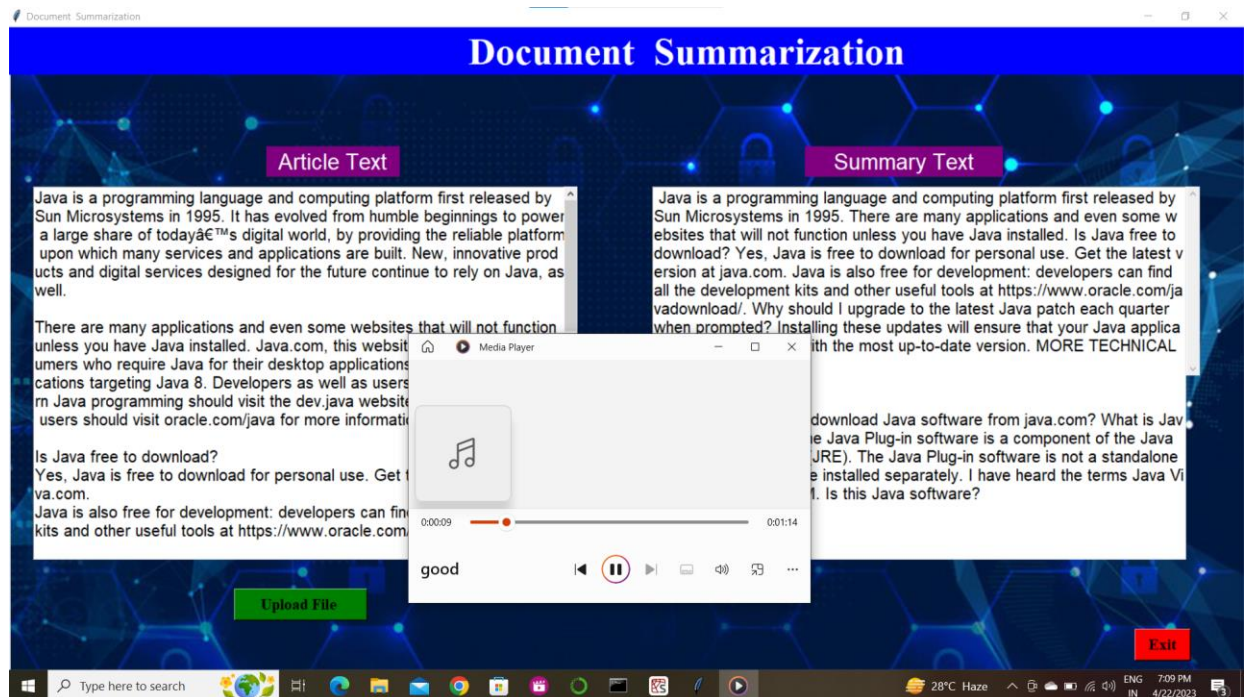 Document Summarization
Document Summarization
Article Text
Java is a programming language and computing platform first released by
Sun Microsystems in 1995. It has evolved from humble beginnings to power
a large share of todayâ€™s digital world, by providing the reliable platform
upon which many services and applications are built. New, innovative prod
ucts and digital services designed for the future continue to rely on Java, as
well.
There are many applications and even some websites that will not function
unless you have Java installed. Java.com, this websit
umers who require Java for their desktop applications
cations targeting Java 8. Developers as well as users
rn Java programming should visit the dev.java website
users should visit oracle.com/java for more informatio
Is Java free to download?
Yes, Java is free to download for personal use. Get
va.com.
Java is also free for development: developers can fin
kits and other useful tools at https://www.oracle.com/
Upload File
Summary Text
Java is a programming language and computing platform first released by
Sun Microsystems in 1995. There are many applications and even some w
ebsites that will not function unless you have Java installed. Is Java free to
download? Yes, Java is free to download for personal use. Get the latest v
ersion at java.com. Java is also free for development: developers can find
all the development kits and other useful tools at https://www.oracle.com/ja
vadownload/. Why should I upgrade to the latest Java patch each quarter
when prompted? Installing these updates will ensure that your Java applica
ith the most up-to-date version. MORE TECHNICAL
download Java software from java.com? What is Jav
e Java Plug-in software is a component of the Java
JRE). The Java Plug-in software is not a standalone
e installed separately. I have heard the terms Java Vi
M. Is this Java software?
Media Player
0:00:09
0:01:14
good
Exit
Type here to search
28°C Haze
ENG
IN
7:09 PM
4/22/2023
3